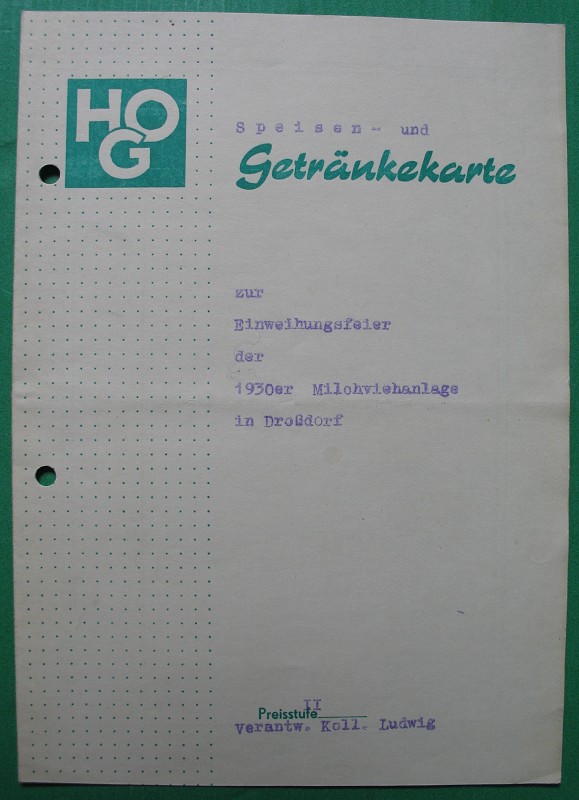 HO
G
Speisen- und
Getränkekarte
zur
Einweihungsfeier
der
1930er Milchviehanlage
in Droßdorf
II
Preisstufe
Verantw. Koll. Ludwig